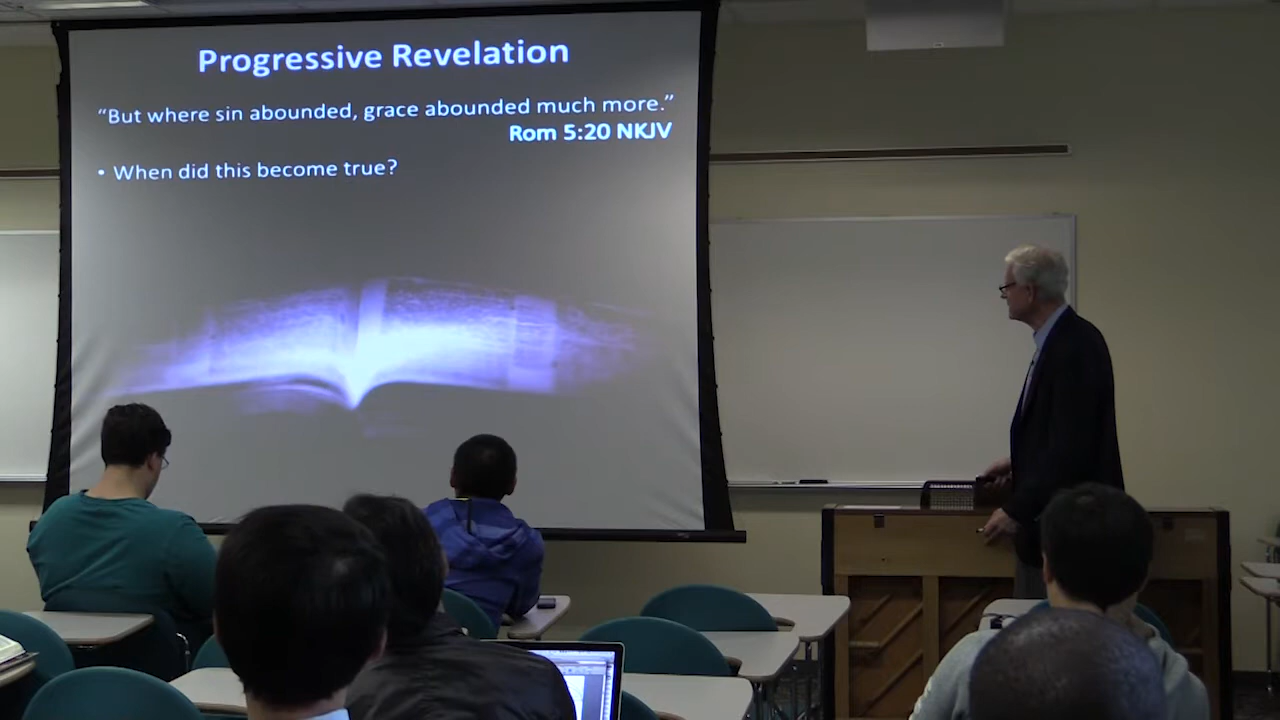 Progressive Revelation
“But where sin abounded, grace abounded much more.”
Rom 5:20 NKJV
• When did this become true?